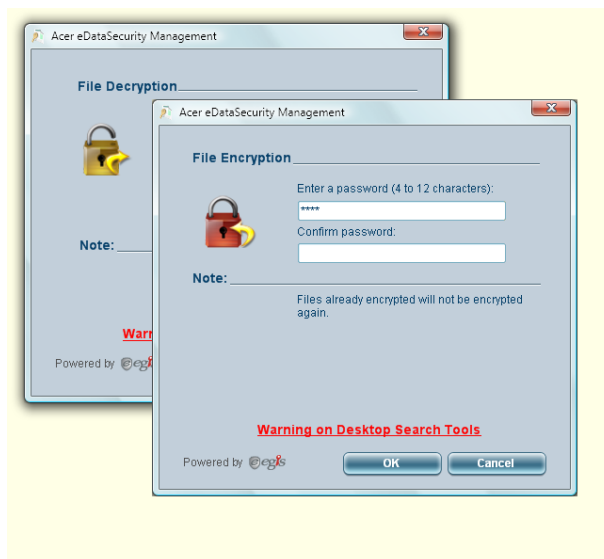 Acer eDataSecurity Management
File Decryption
Note:
Powered by egis
Acer eDataSecurity Management
File Encryption
Enter a password (4 to 12 characters):
****
Confirm password:
Note:
Files already encrypted will not be encrypted
again.
Warning on Desktop Search Tools
Powered by egis
OK
Cancel